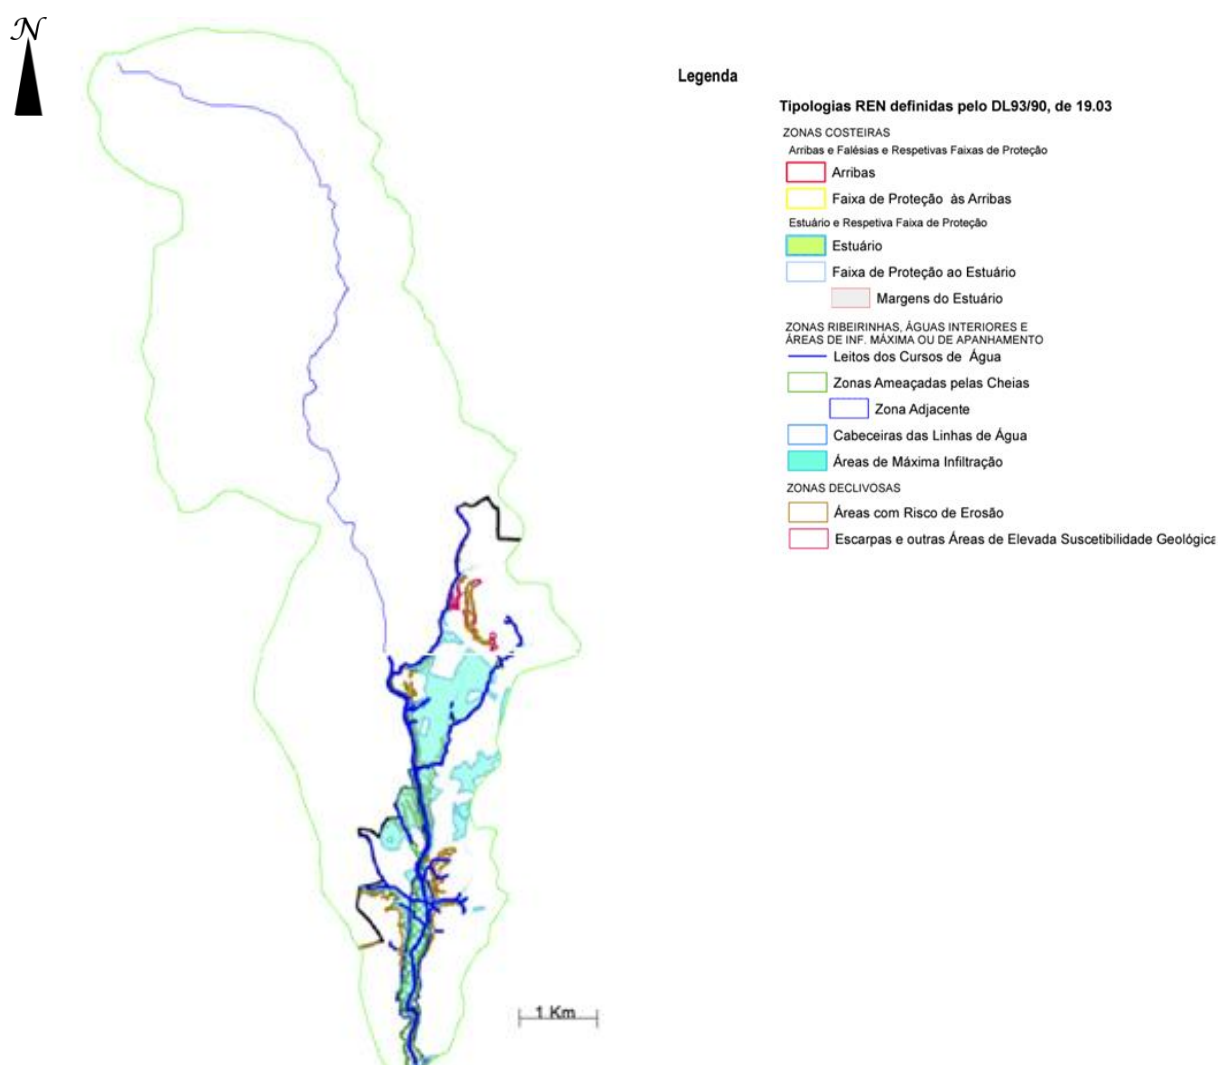 N
Legenda
Tipologias REN definidas pelo DL93/90, de 19.03
ZONAS COSTEIRAS
Arribas e Falésias e Respetivas Faixas de Proteção
Arribas
Faixa de Proteção às Arribas
Estuário e Respetiva Faixa de Proteção
Estuário
Faixa de Proteção ao Estuário
Margens do Estuário
ZONAS RIBEIRINHAS, ÁGUAS INTERIORES E
ÁREAS DE INF. MÁXIMA OU DE APANHAMENTO
Leitos dos Cursos de Água
Zonas Ameaçadas pelas Cheias
Zona Adjacente
Cabeceiras das Linhas de Água
Áreas de Máxima Infiltração
ZONAS DECLIVOSAS
Áreas com Risco de Erosão
Escarpas e outras Áreas de Elevada Suscetibilidade Geológica
1 Km